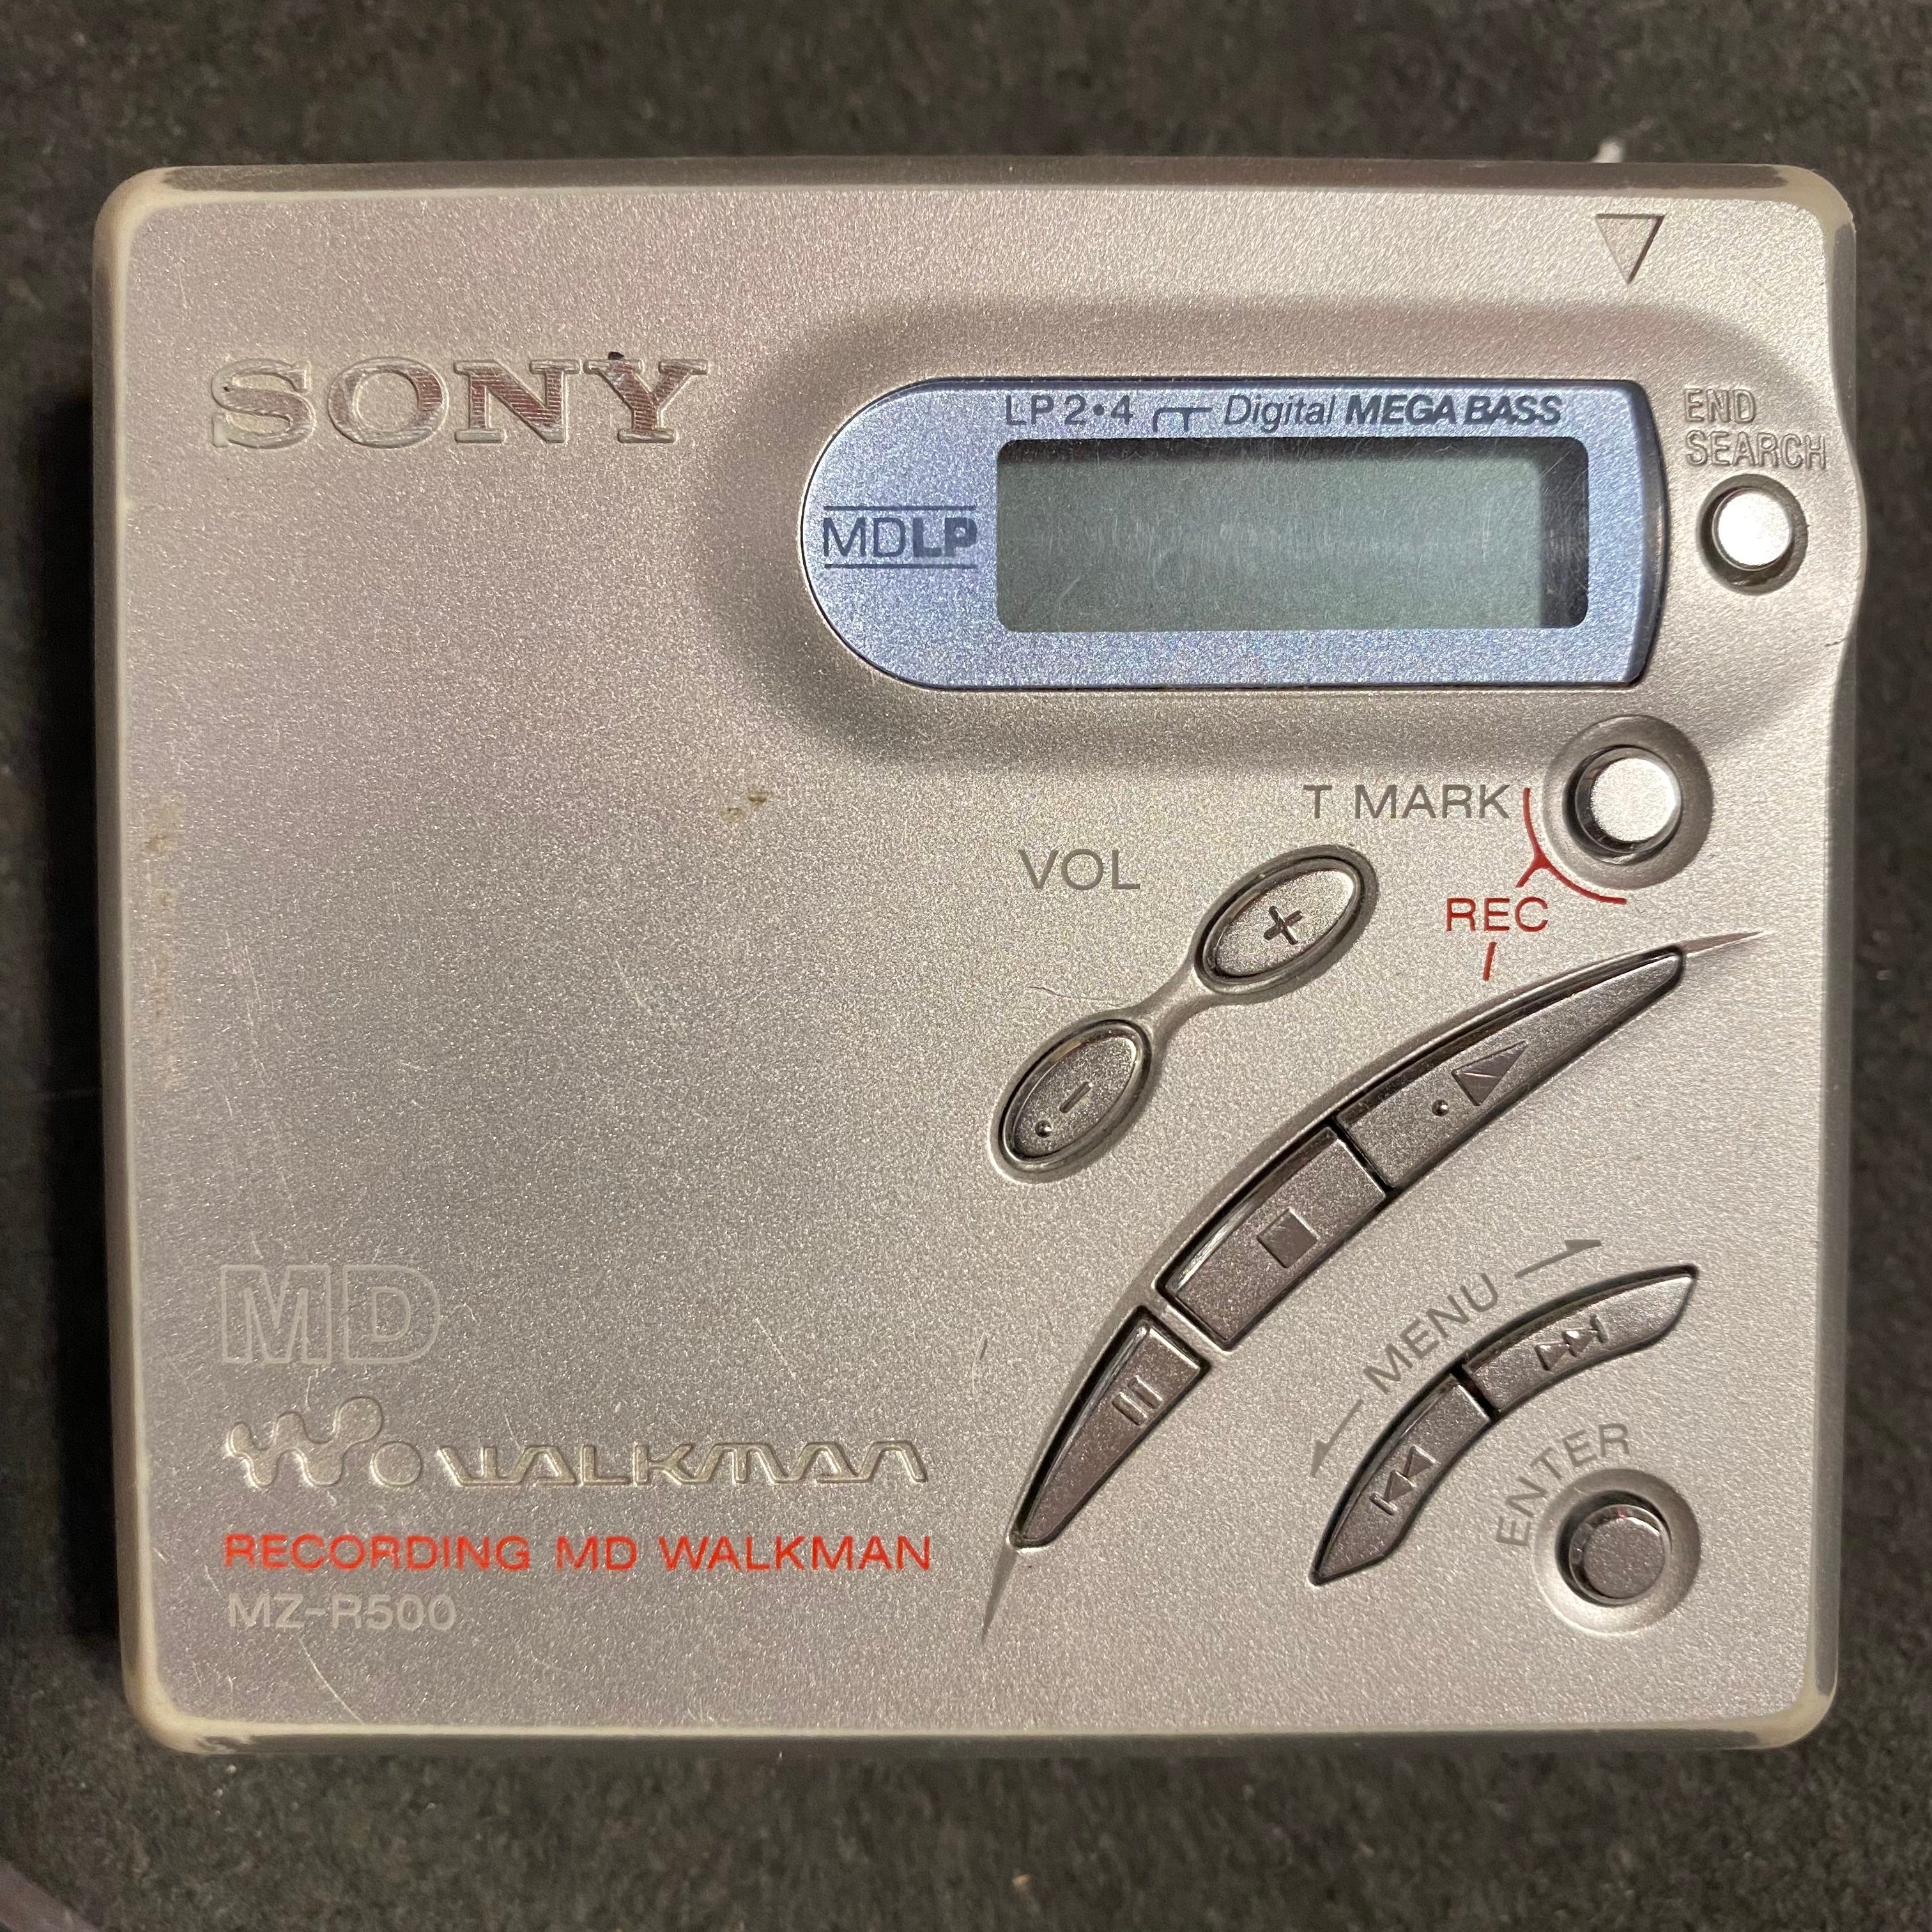 SONY
LP2•4 Digital MEGA BASS
MDLP
END
SEARCH
T MARK
VOL
+
REC
-
MENU
ENTER
MD
WALKMAN
RECORDING MD WALKMAN
MZ-R500